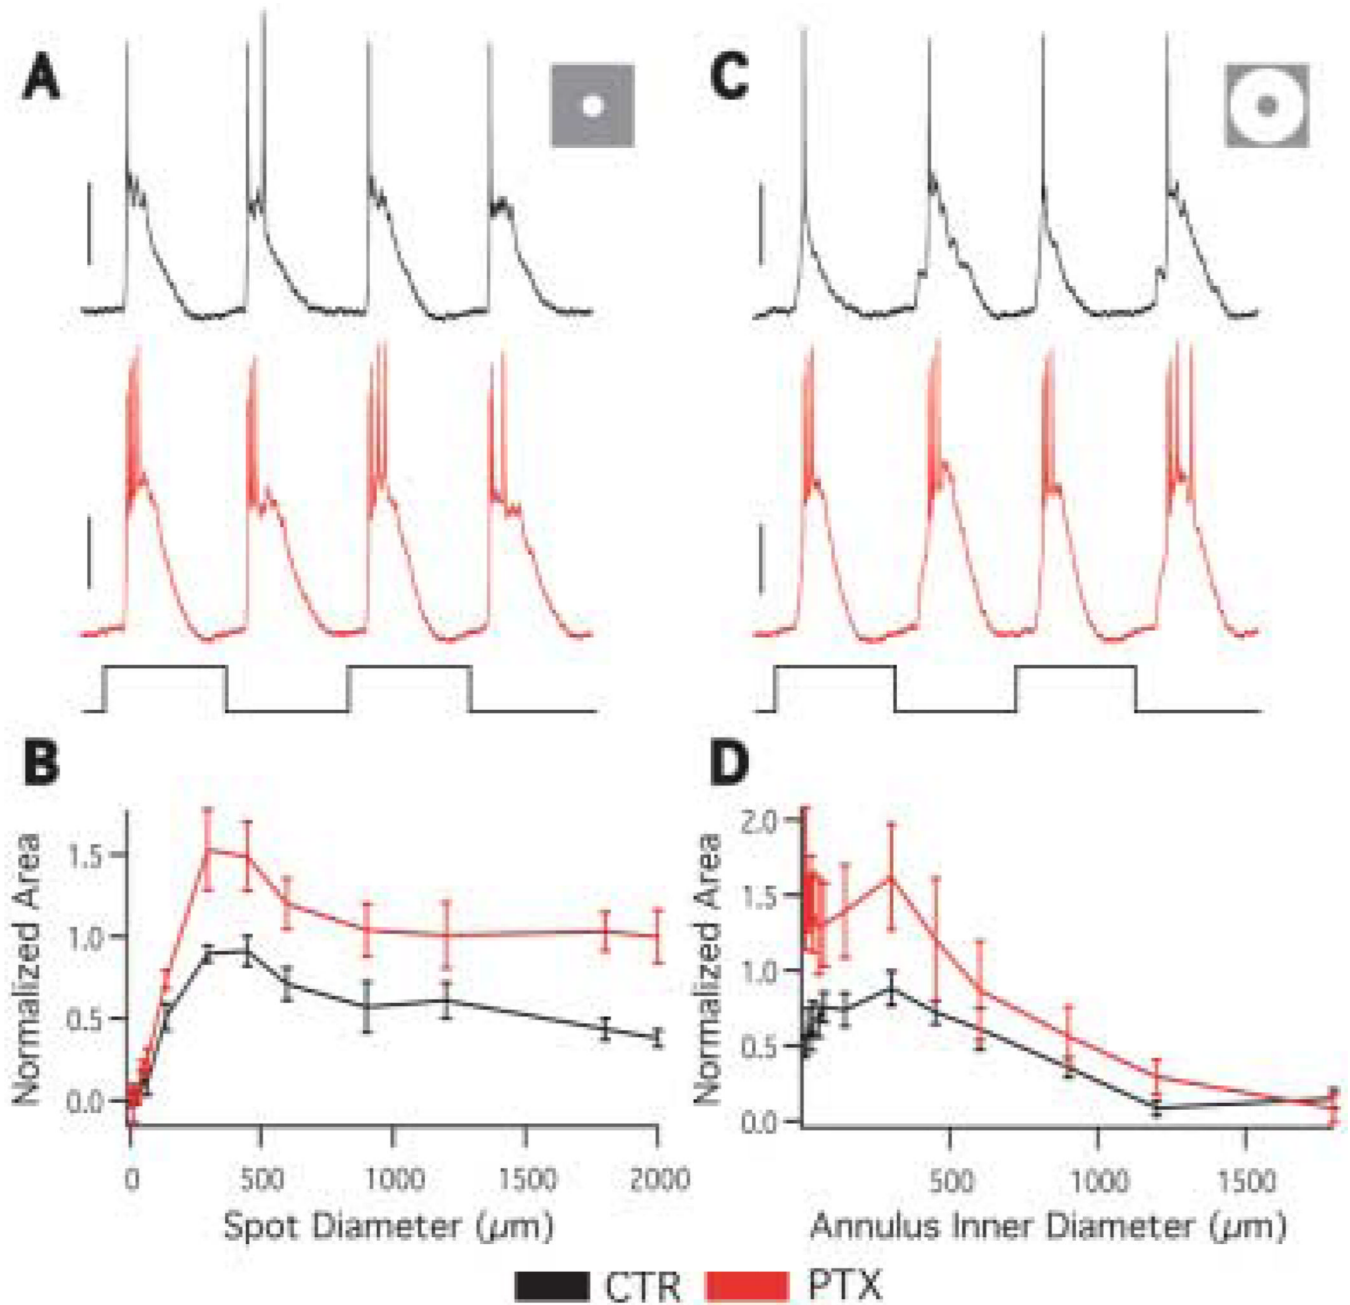 A
C
B
D
Normalized Area
1.5
1.0
0.5
0.0
0 500 1000 1500 2000
Spot Diameter (µm)
Normalized Area
2.0
1.5
1.0
0.5
0.0
500 1000 1500
Annulus Inner Diameter (µm)
CTR PTX